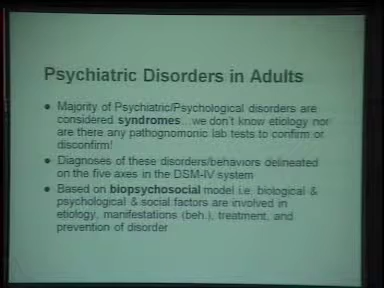 Psychiatric Disorders in Adults
Majority of Psychiatric/Psychological disorders are
considered syndromes...we don't know etiology nor
are there any pathognomonic lab tests to confirm or
disconfirm!
Diagnoses of these disorders/behaviors delineated
on the five axes in the DSM-IV system
Based on biopsychosocial model i.e. biological &
psychological & social factors are involved in
etiology, manifestations (beh.), treatment, and
prevention of disorder